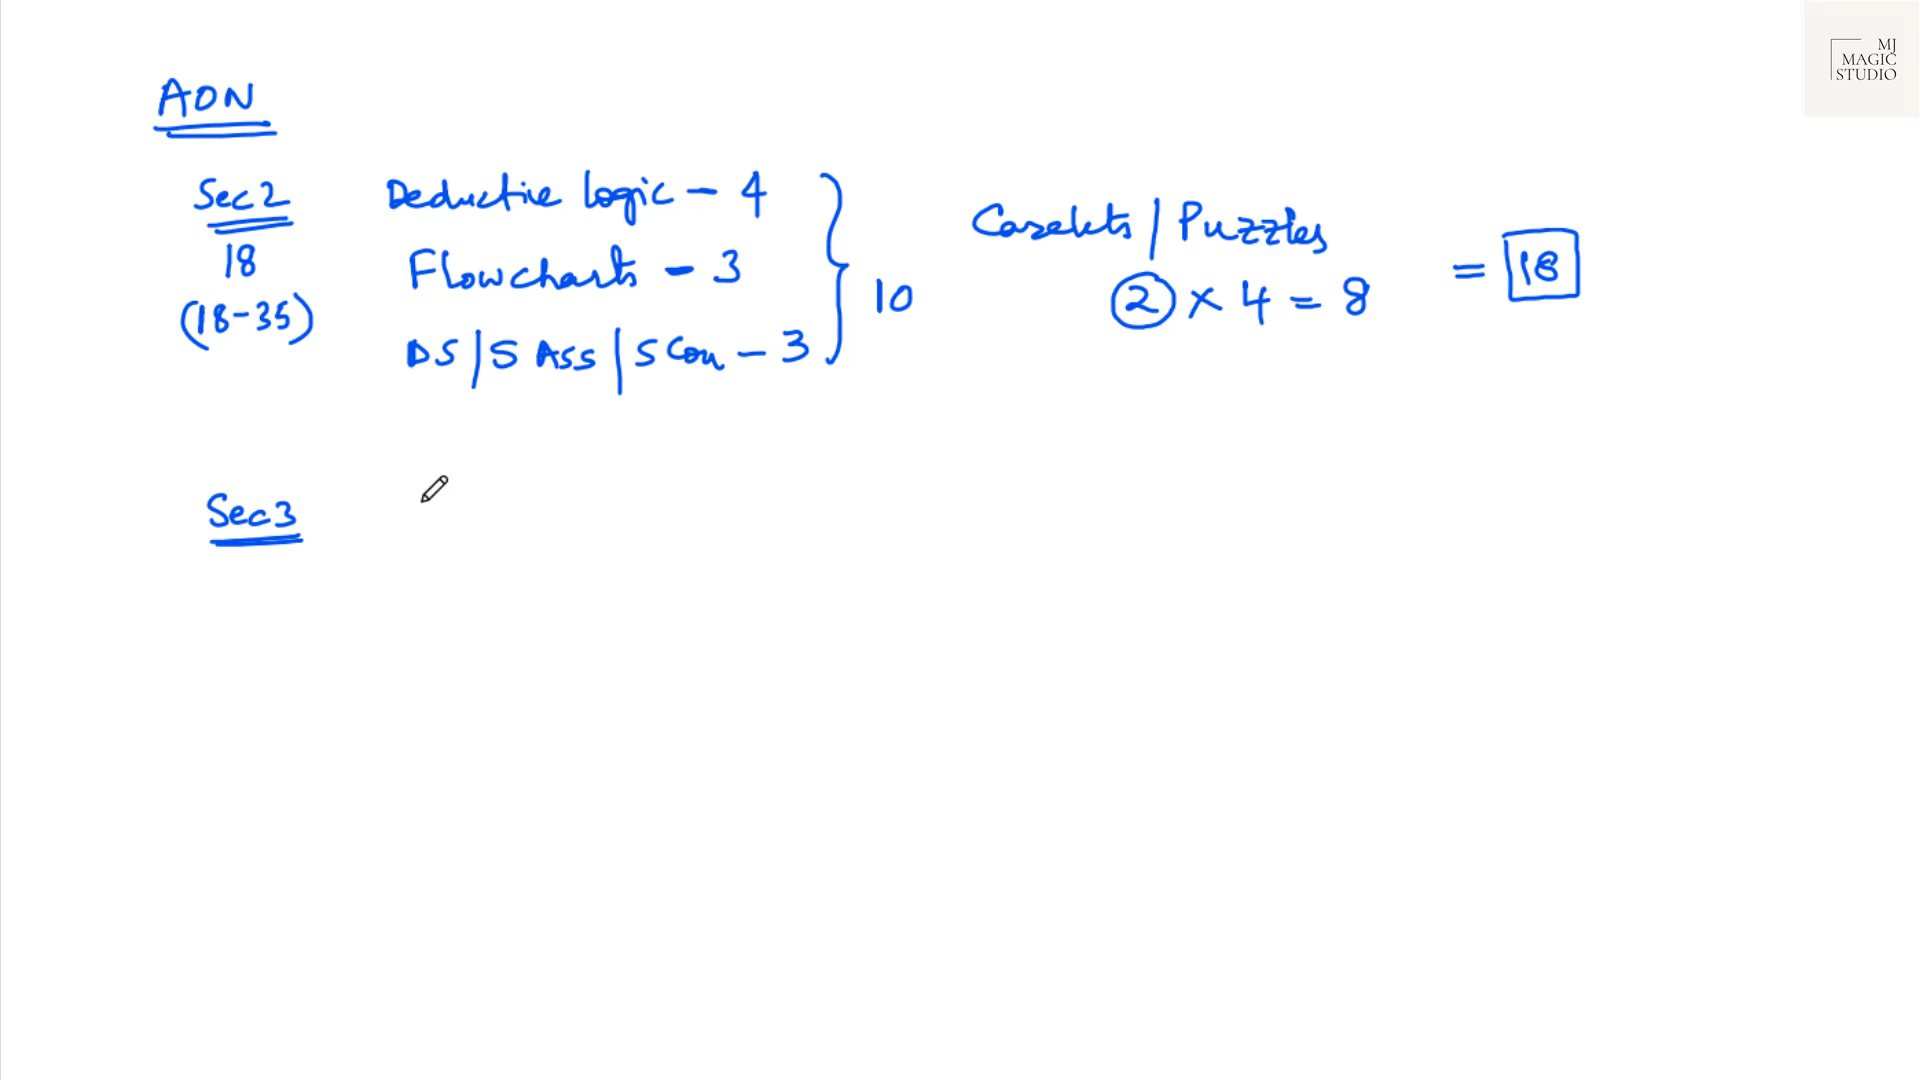 MJ
MAGIC
STUDIO
AON
Sec 2
18
(18-35)
Deductive logic - 4
Flowcharts - 3
DS | S Ass | S Con - 3
10
Caselets | Puzzles
2 × 4 = 8
= 18
Sec 3